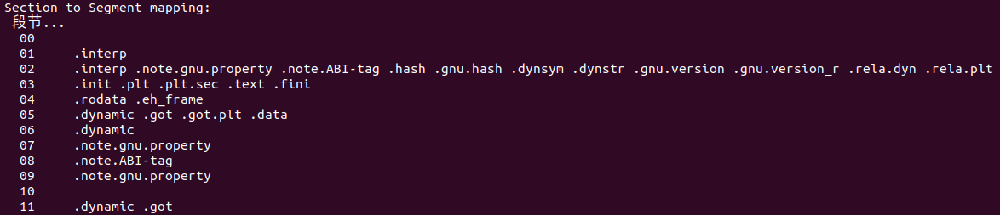 Section to Segment mapping:
段节...
00
01 .interp
02 .interp .note.gnu.property .note.ABI-tag .hash .gnu.hash .dynsym .dynstr .gnu.version .gnu.version_r .rela.dyn .rela.plt
03 .init .plt .plt.sec .text .fini
04 .rodata .eh_frame
05 .dynamic .got .got.plt .data
06 .dynamic
07 .note.gnu.property
08 .note.ABI-tag
09 .note.gnu.property
10
11 .dynamic .got